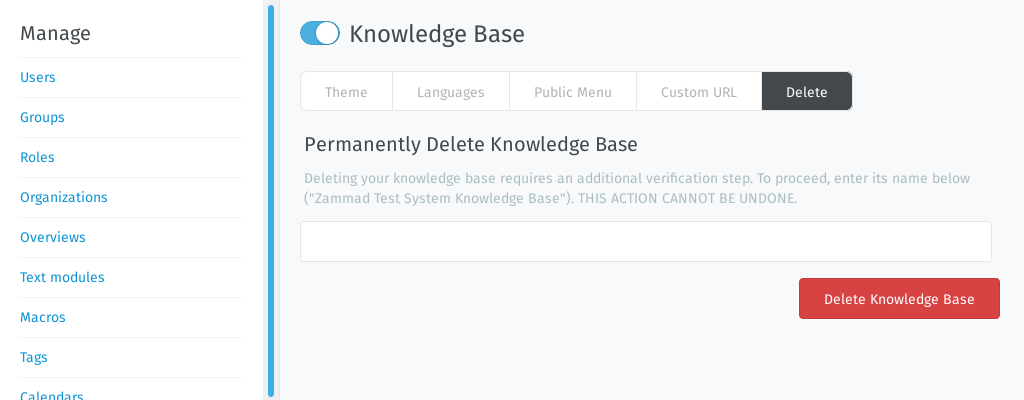 Manage
Users
Groups
Roles
Organizations
Overviews
Text modules
Macros
Tags
Calendars
Knowledge Base
Theme
Languages
Public Menu
Custom URL
Delete
Permanently Delete Knowledge Base
Deleting your knowledge base requires an additional verification step. To proceed, enter its name below
("Zammad Test System Knowledge Base"). THIS ACTION CANNOT BE UNDONE.
Delete Knowledge Base